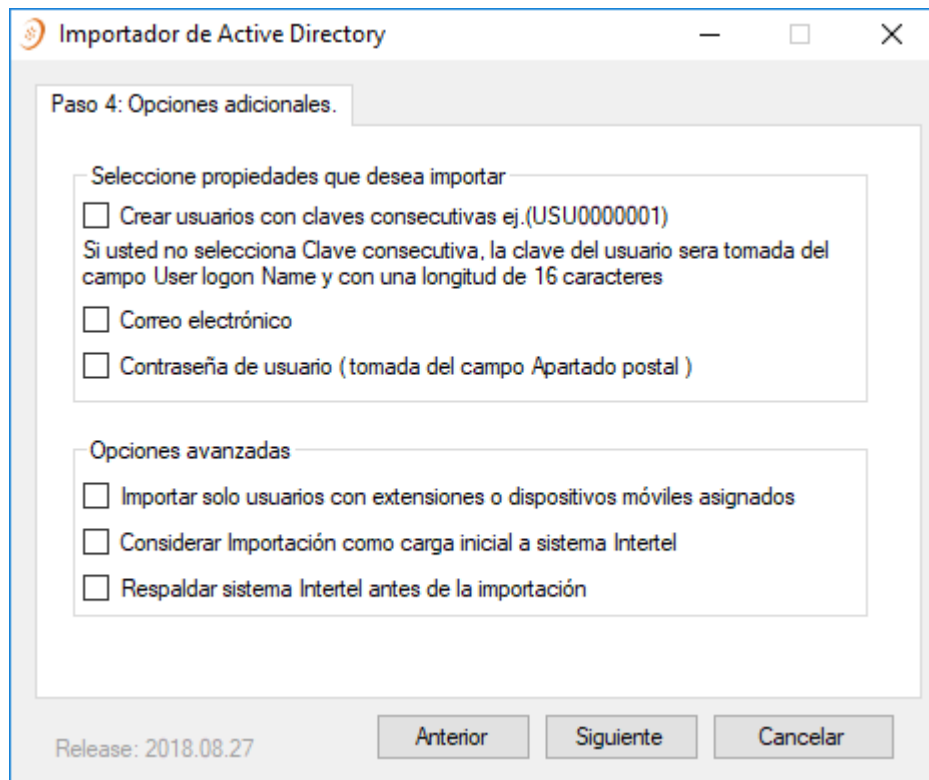 Importador de Active Directory
Paso 4: Opciones adicionales.
Seleccione propiedades que desea importar
Crear usuarios con claves consecutivas ej.(USU0000001)
Si usted no selecciona Clave consecutiva, la clave del usuario sera tomada del
campo User logon Name y con una longitud de 16 caracteres
Correo electrónico
Contraseña de usuario ( tomada del campo Apartado postal )
Opciones avanzadas
Importar solo usuarios con extensiones o dispositivos móviles asignados
Considerar Importación como carga inicial a sistema Intertel
Respaldar sistema Intertel antes de la importación
Release: 2018.08.27
Anterior
Siguiente
Cancelar